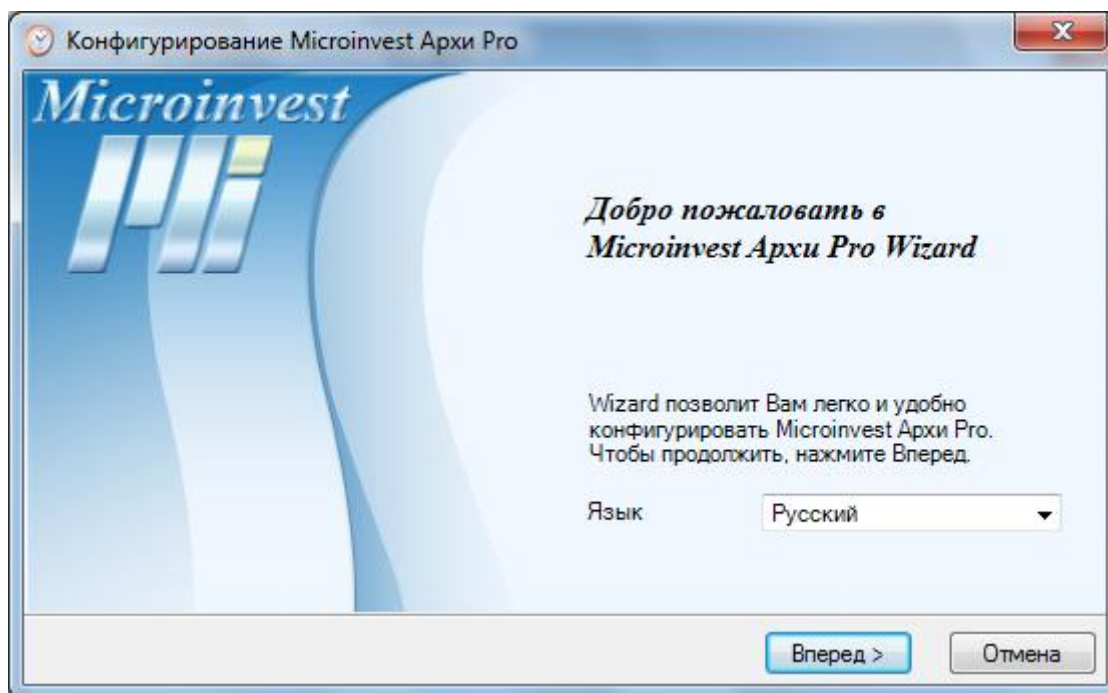 Конфигурирование Microinvest Архи Pro
Microinvest
Добро пожаловать в
Microinvest Архи Pro Wizard
Wizard позволит Вам легко и удобно
конфигурировать Microinvest Архи Pro.
Чтобы продолжить, нажмите Вперед.
Язык Русский
Вперед > Отмена